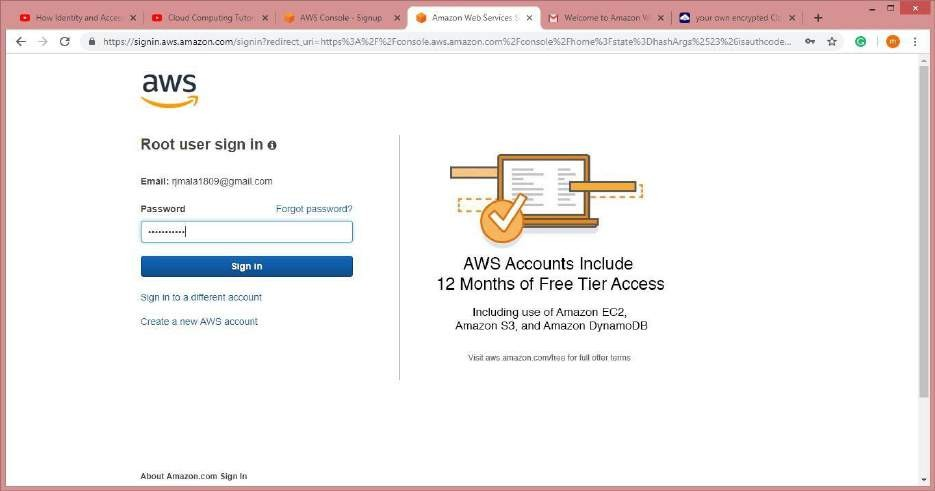 How Identity and Access
Cloud Computing Tutor
AWS Console - Signup
Amazon Web Services S
Welcome to Amazon W
your own encrypted Cl
https://signin.aws.amazon.com/signin?redirect_uri=https%3A%2F%2Fconsole.aws.amazon.com%2Fconsole%2Fhome%3Fstate%3DhashArgs%2523%26isauthcode...
m
aws
Root user sign in
Email: rjmala1809@gmail.com
Password
Forgot password?
Sign in
Sign in to a different account
Create a new AWS account
AWS Accounts Include
12 Months of Free Tier Access
Including use of Amazon EC2,
Amazon S3, and Amazon DynamoDB
Visit aws.amazon.com/free for full offer terms
About Amazon.com Sign In